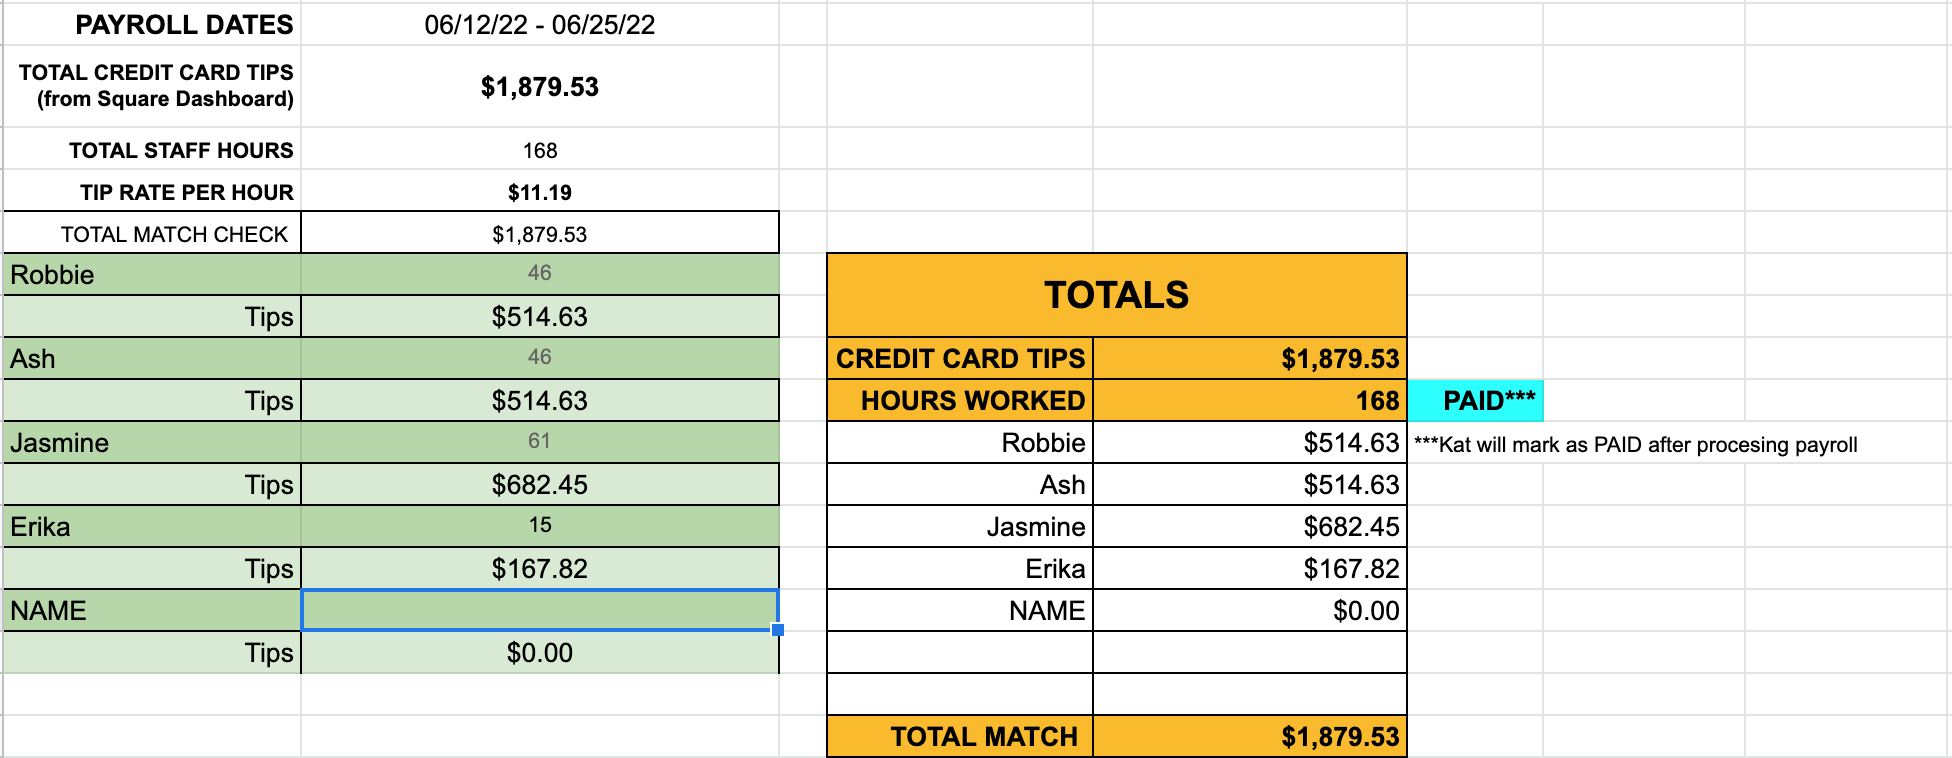 PAYROLL DATES 06/12/22 - 06/25/22
TOTAL CREDIT CARD TIPS
(from Square Dashboard) $1,879.53
TOTAL STAFF HOURS 168
TIP RATE PER HOUR $11.19
TOTAL MATCH CHECK $1,879.53
Robbie 46
Tips $514.63
Ash 46
Tips $514.63
Jasmine 61
Tips $682.45
Erika 15
Tips $167.82
NAME
Tips $0.00
TOTALS
CREDIT CARD TIPS $1,879.53
HOURS WORKED 168 PAID***
Robbie $514.63 ***Kat will mark as PAID after procesing payroll
Ash $514.63
Jasmine $682.45
Erika $167.82
NAME $0.00
TOTAL MATCH $1,879.53